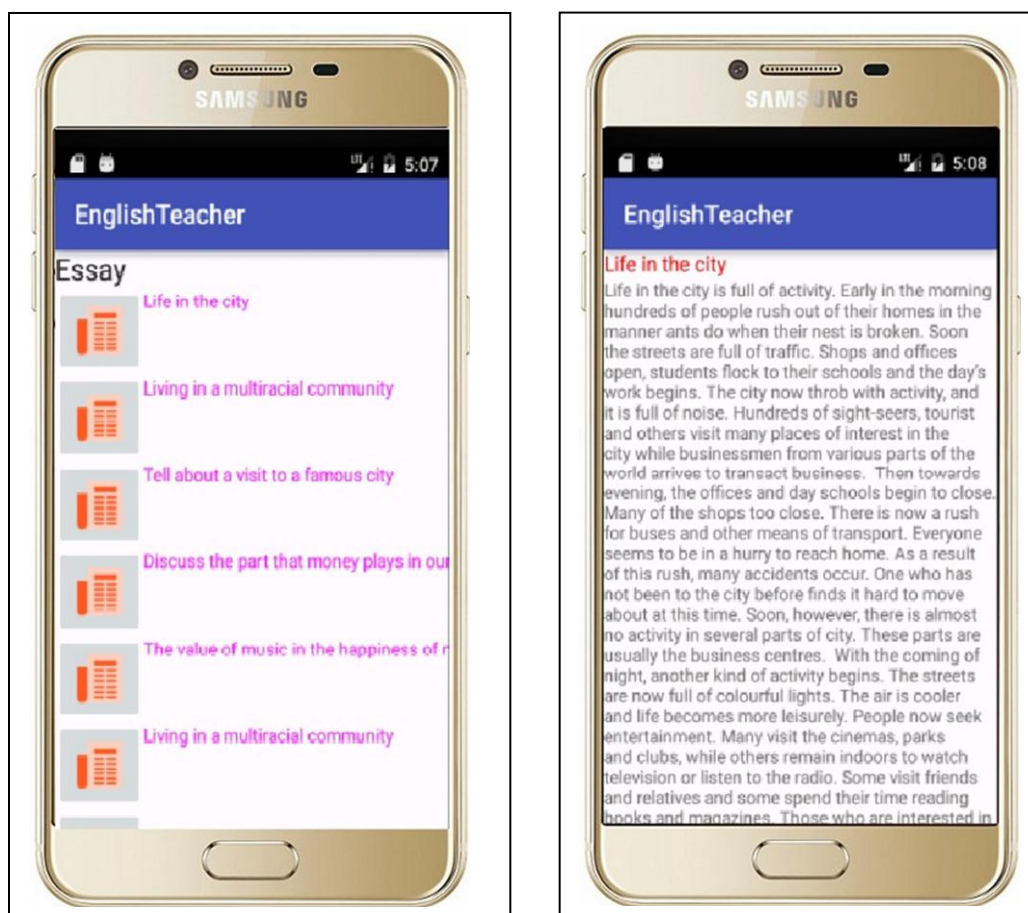 SAMSUNG
5:07
EnglishTeacher
Essay
Life in the city
Living in a multiracial community
Tell about a visit to a famous city
Discuss the part that money plays in our
The value of music in the happiness of
Living in a multiracial community
SAMSUNG
5:08
EnglishTeacher
Life in the city
Life in the city is full of activity. Early in the morning
hundreds of people rush out of their homes in the
manner ants do when their nest is broken. Soon
the streets are full of traffic. Shops and offices
open, students flock to their schools and the day's
work begins. The city now throb with activity, and
it is full of noise. Hundreds of sight-seers, tourist
and others visit many places of interest in the
city while businessmen from various parts of the
world arrives to transact business. Then towards
evening, the offices and day schools begin to close.
Many of the shops too close. There is now a rush
for buses and other means of transport. Everyone
seems to be in a hurry to reach home. As a result
of this rush, many accidents occur. One who has
not been to the city before finds it hard to move
about at this time. Soon, however, there is almost
no activity in several parts of city. These parts are
usually the business centres. With the coming of
night, another kind of activity begins. The streets
are now full of colourful lights. The air is cooler
and life becomes more leisurely. People now seek
entertainment. Many visit the cinemas, parks
and clubs, while others remain indoors to watch
television or listen to the radio. Some visit friends
and relatives and some spend their time reading
books and magazines. Those who are interested in